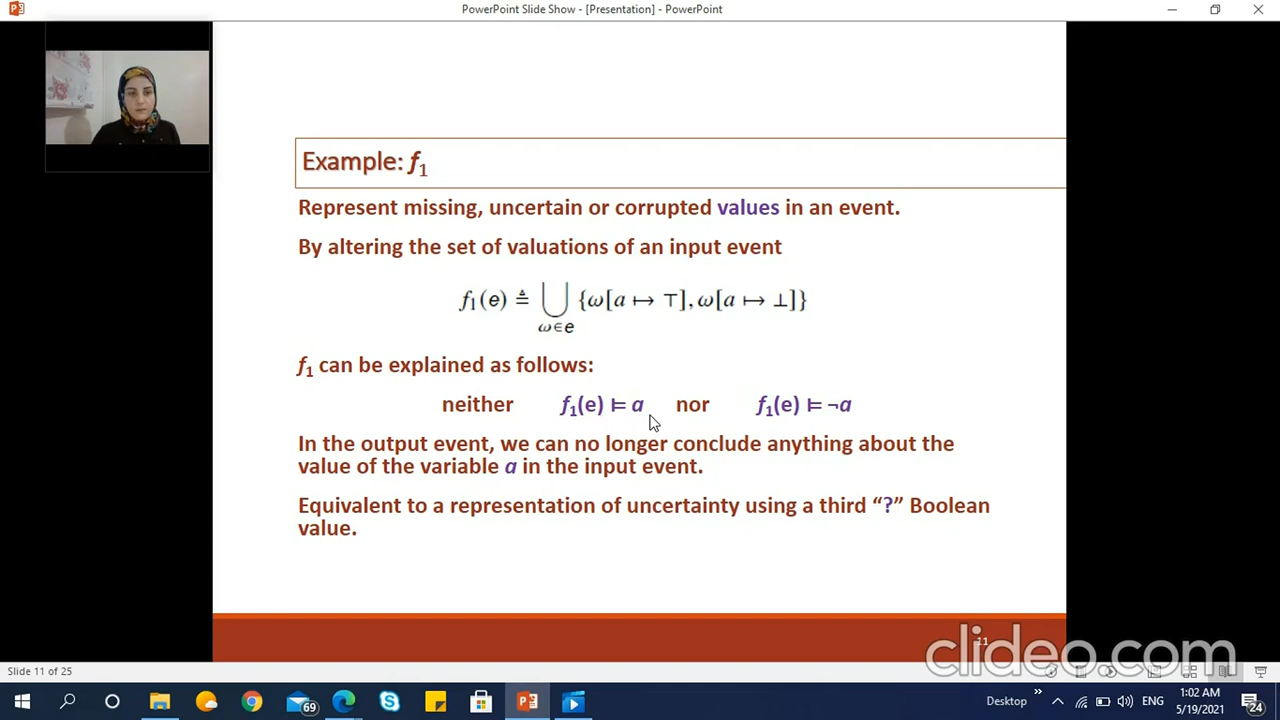 PowerPoint Slide Show - [Presentation] - PowerPoint
Example: f₁
Represent missing, uncertain or corrupted values in an event.
By altering the set of valuations of an input event
f₁(e) ≜ ⋃ {ω[a ↦ ⊤], ω[a ↦ ⊥]}
ω∈e
f₁ can be explained as follows:
neither f₁(e) ⊨ a nor f₁(e) ⊨ ¬a
In the output event, we can no longer conclude anything about the
value of the variable a in the input event.
Equivalent to a representation of uncertainty using a third “?” Boolean
value.
11
clideo.com
Slide 11 of 25
69
Desktop
ENG
1:02 AM
5/19/2021
24